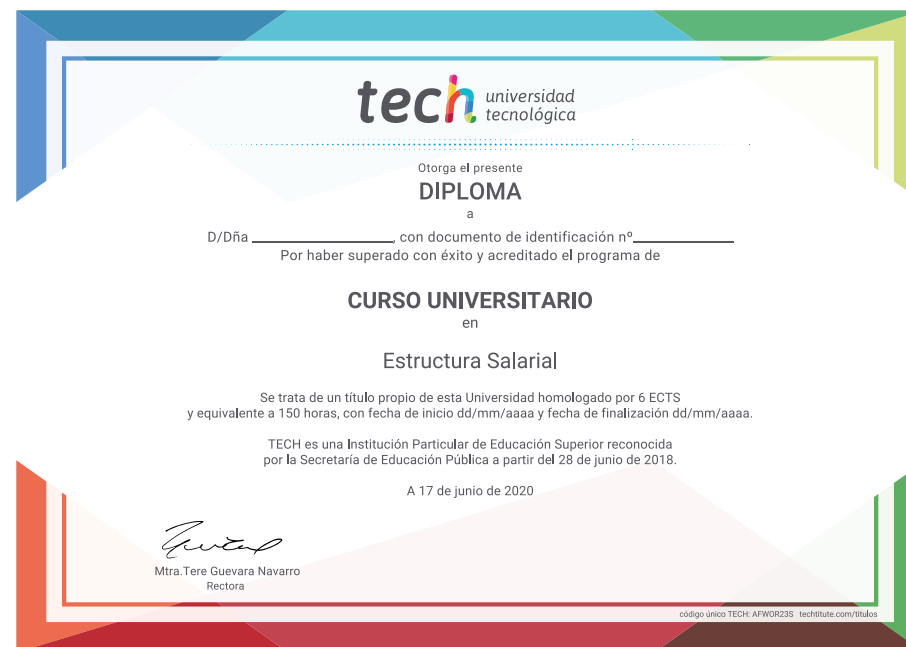 tech universidad
tecnológica
Otorga el presente
DIPLOMA
a
D/Dña ____________________, con documento de identificación nº______________
Por haber superado con éxito y acreditado el programa de
CURSO UNIVERSITARIO
en
Estructura Salarial
Se trata de un título propio de esta Universidad homologado por 6 ECTS
y equivalente a 150 horas, con fecha de inicio dd/mm/aaaa y fecha de finalización dd/mm/aaaa.
TECH es una Institución Particular de Educación Superior reconocida
por la Secretaría de Educación Pública a partir del 28 de junio de 2018.
A 17 de junio de 2020
Mtra.Tere Guevara Navarro
Rectora
código único TECH: AFWOR23S techtitute.com/titulos